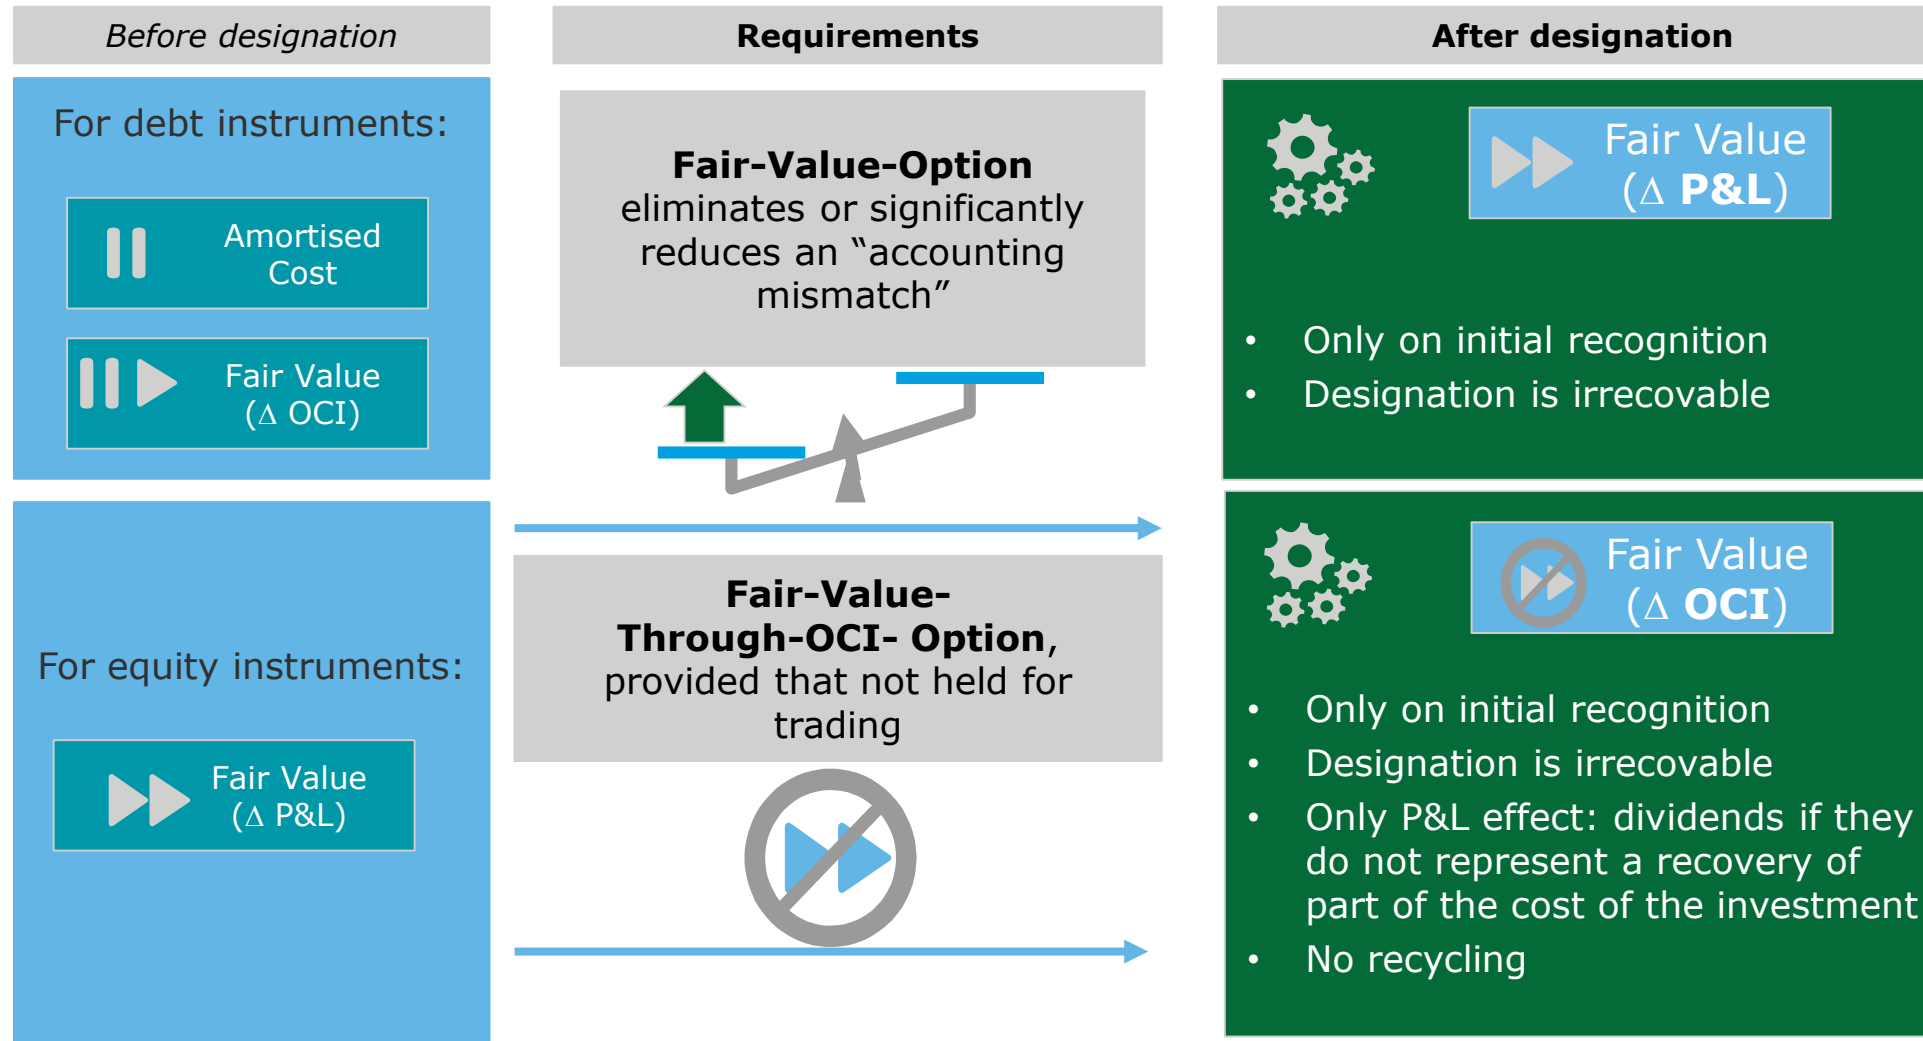 Before designation
Requirements
After designation
For debt instruments:
Amortised
Cost
Fair Value
(Δ OCI)
Fair-Value-Option
eliminates or significantly
reduces an “accounting
mismatch”
Fair Value
(Δ P&L)
• Only on initial recognition
• Designation is irrecovable
For equity instruments:
Fair Value
(Δ P&L)
Fair-Value-
Through-OCI- Option,
provided that not held for
trading
Fair Value
(Δ OCI)
• Only on initial recognition
• Designation is irrecovable
• Only P&L effect: dividends if they
do not represent a recovery of
part of the cost of the investment
• No recycling